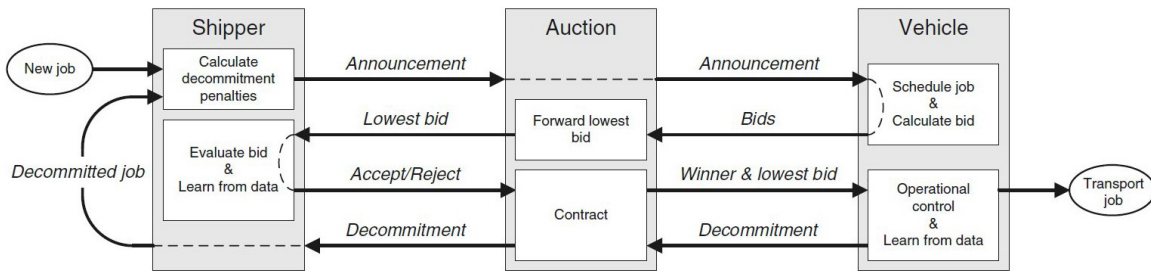 Shipper
Auction
Vehicle
New job
Calculate
decommitment
penalties
Announcement
Announcement
Schedule job
&
Calculate bid
Lowest bid
Forward lowest
bid
Bids
Evaluate bid
&
Learn from data
Decommitted job
Accept/Reject
Contract
Winner & lowest bid
Operational
control
&
Learn from data
Transport
job
Decommitment
Decommitment